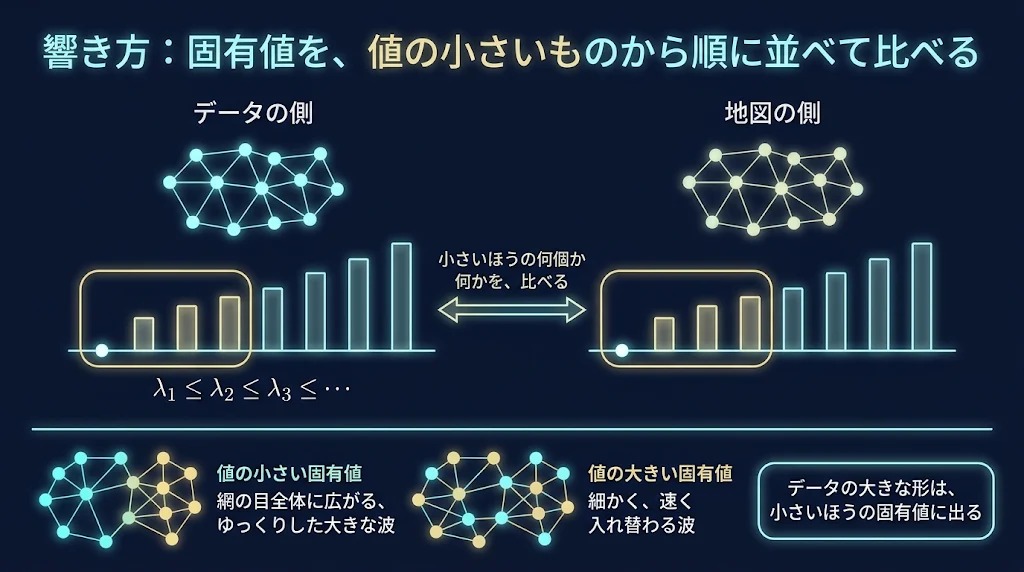 響き方：固有値を、値の小さいものから順に並べて比べる
データの側
地図の側
小さいほうの何個か
何かを、比べる
λ₁ ≤ λ₂ ≤ λ₃ ≤ ⋯
値の小さい固有値
網の目全体に広がる、
ゆっくりした大きな波
値の大きい固有値
細かく、速く
入れ替わる波
データの大きな形は、
小さいほうの固有値に出る